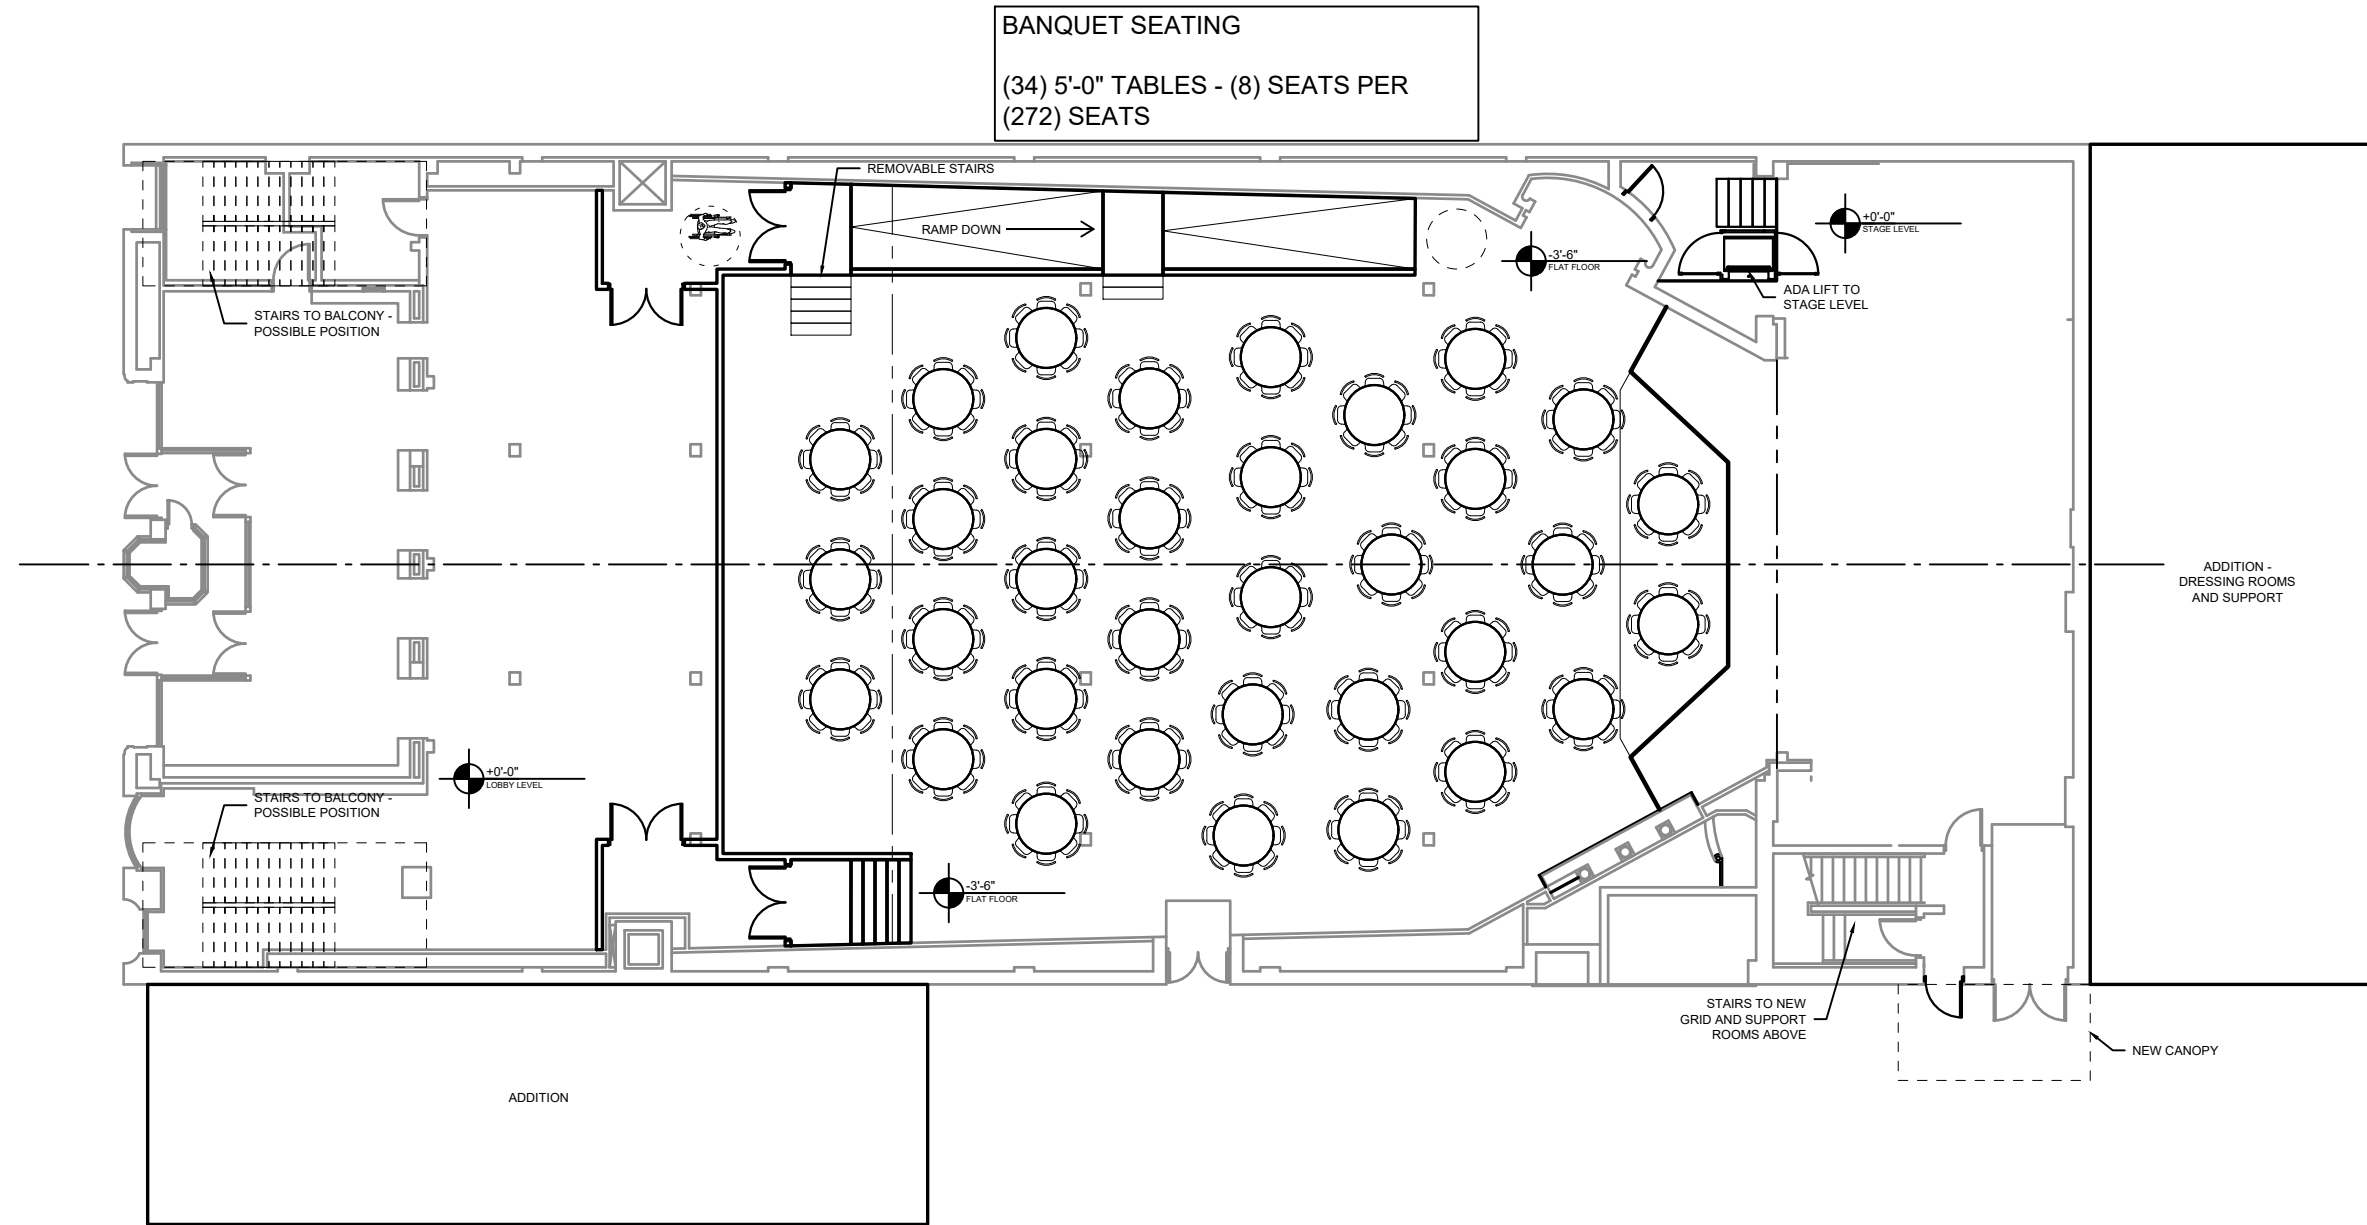 BANQUET SEATING
(34) 5'-0" TABLES - (8) SEATS PER
(272) SEATS
REMOVABLE STAIRS
RAMP DOWN
+0'-0"
STAGE LEVEL
-3'-6"
FLAT FLOOR
ADA LIFT TO
STAGE LEVEL
STAIRS TO BALCONY -
POSSIBLE POSITION
ADDITION -
DRESSING ROOMS
AND SUPPORT
+0'-0"
LOBBY LEVEL
STAIRS TO BALCONY -
POSSIBLE POSITION
-3'-6"
FLAT FLOOR
STAIRS TO NEW
GRID AND SUPPORT
ROOMS ABOVE
NEW CANOPY
ADDITION